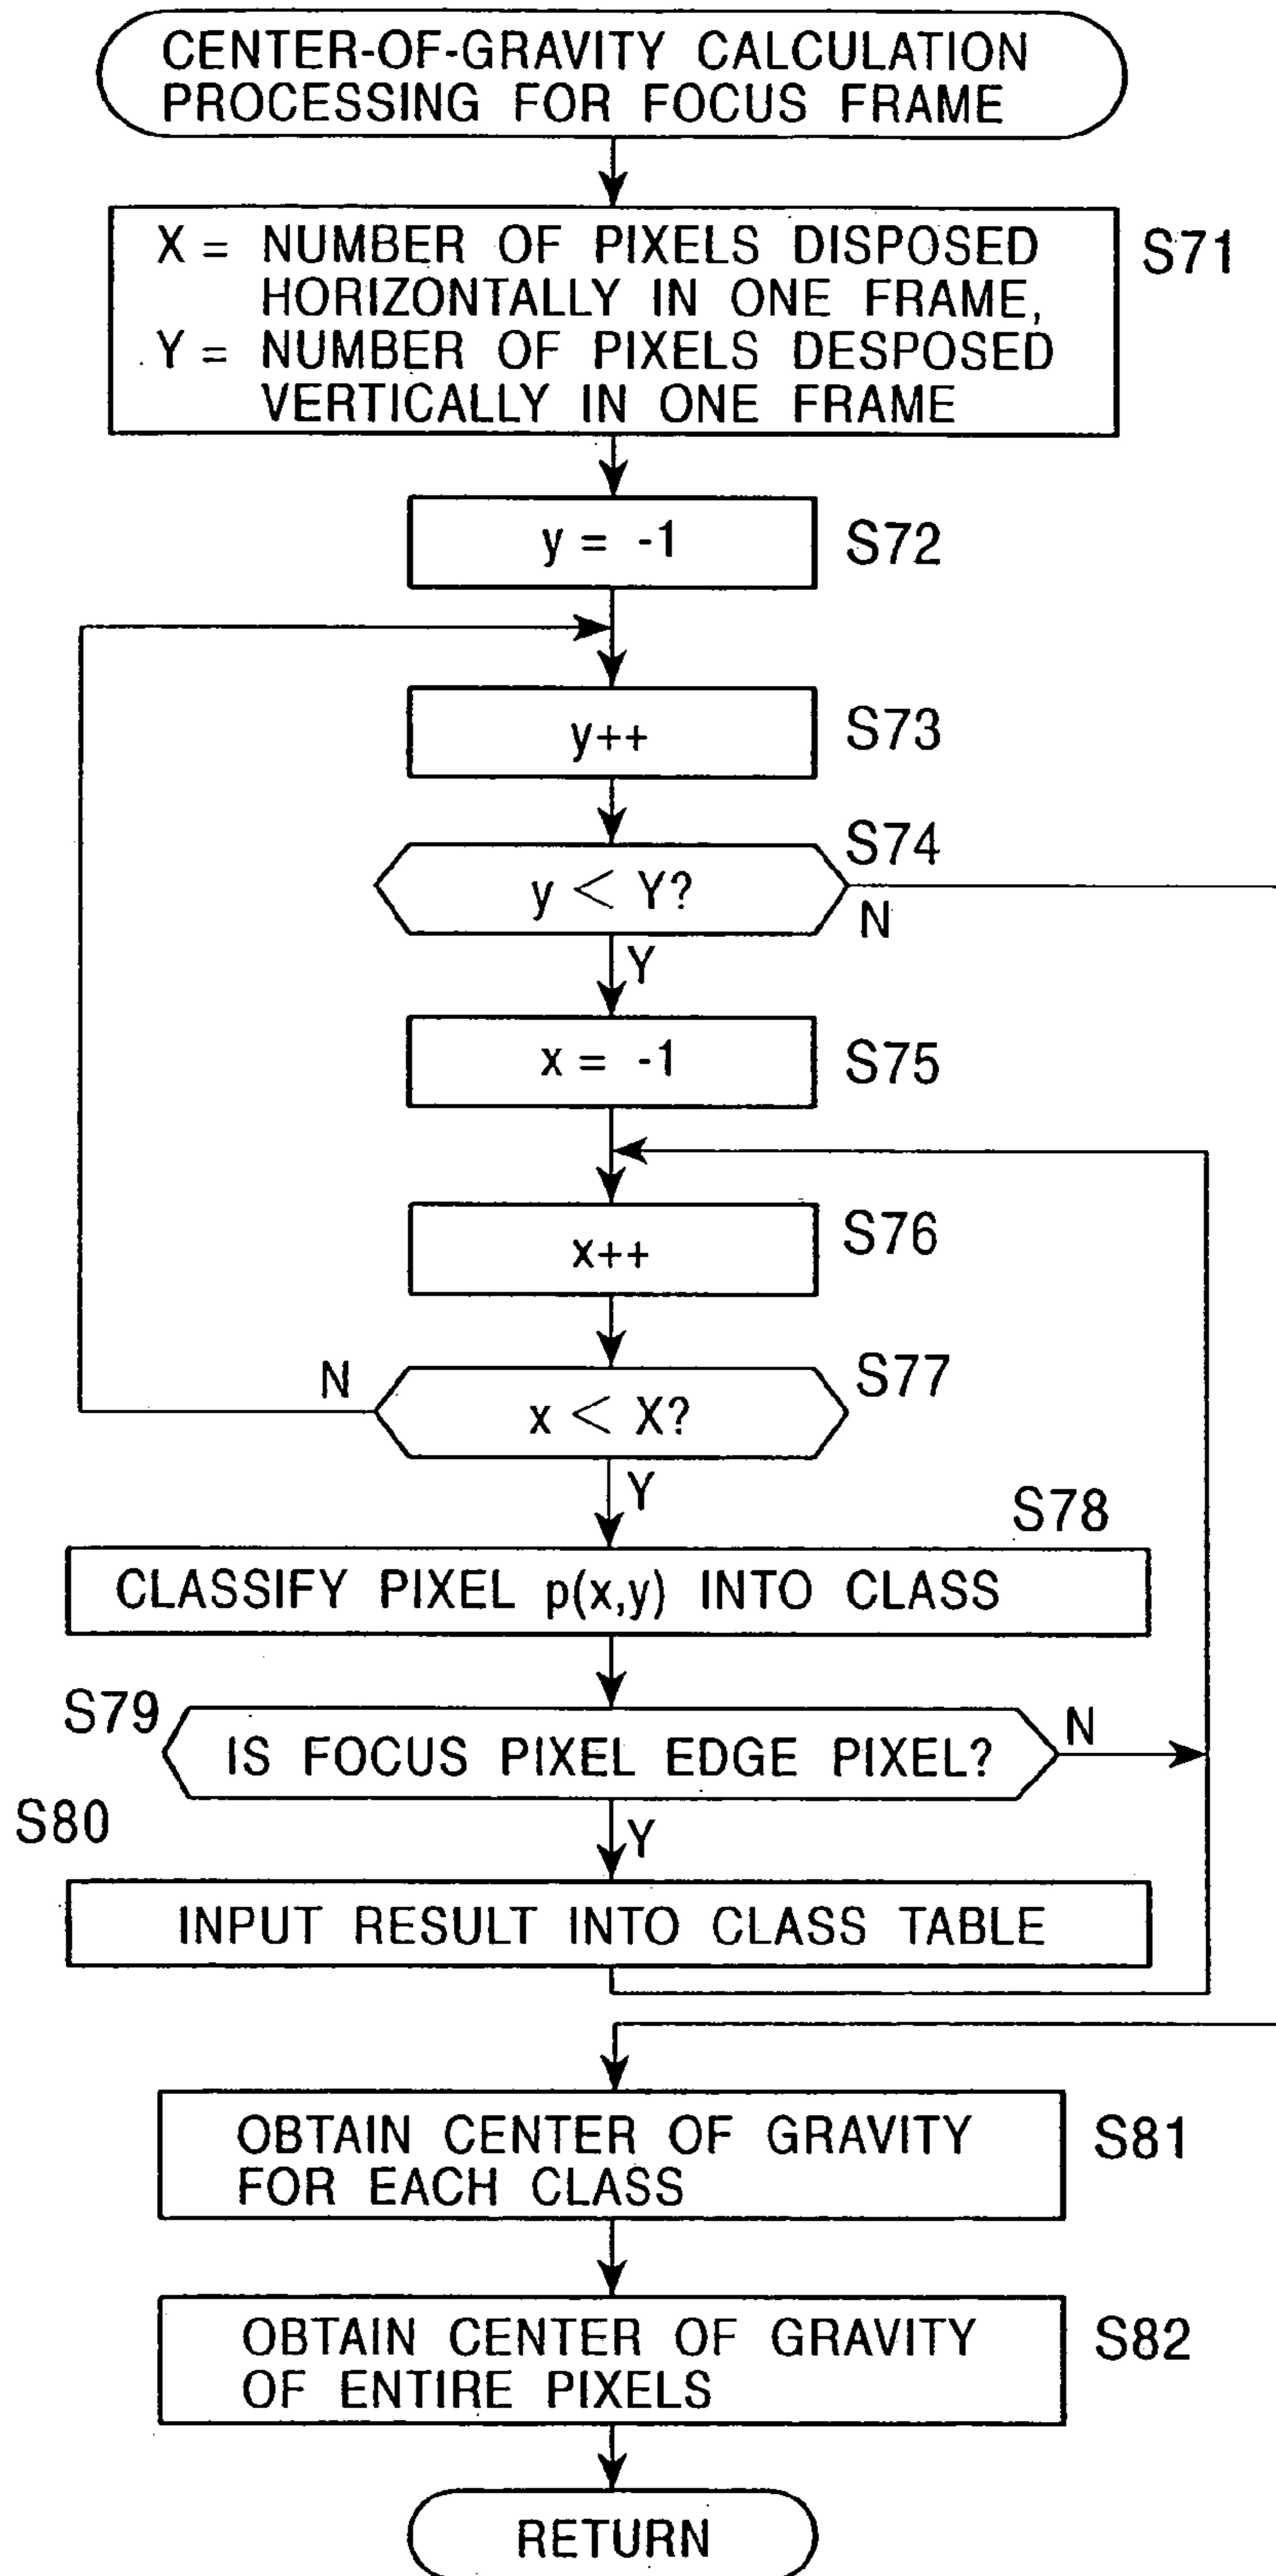 CENTER-OF-GRAVITY CALCULATION
PROCESSING FOR FOCUS FRAME
X = NUMBER OF PIXELS DISPOSED
HORIZONTALLY IN ONE FRAME,
Y = NUMBER OF PIXELS DESPOSED
VERTICALLY IN ONE FRAME
S71
y = -1
S72
y++
S73
S74
y < Y?
N
Y
x = -1
S75
x++
S76
N
S77
x < X?
Y
S78
CLASSIFY PIXEL p(x,y) INTO CLASS
S79
IS FOCUS PIXEL EDGE PIXEL?
N
S80
Y
INPUT RESULT INTO CLASS TABLE
OBTAIN CENTER OF GRAVITY
FOR EACH CLASS
S81
OBTAIN CENTER OF GRAVITY
OF ENTIRE PIXELS
S82
RETURN